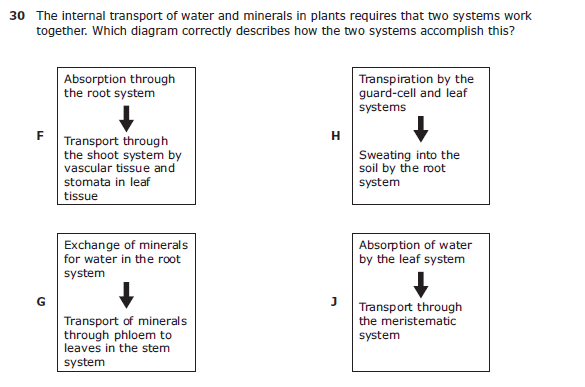 30 The internal transport of water and minerals in plants requires that two systems work
together. Which diagram correctly describes how the two systems accomplish this?
F
Absorption through
the root system
Transport through
the shoot system by
vascular tissue and
stomata in leaf
tissue
H
Transpiration by the
guard-cell and leaf
systems
Sweating into the
soil by the root
system
G
Exchange of minerals
for water in the root
system
Transport of minerals
through phloem to
leaves in the stem
system
J
Absorption of water
by the leaf system
Transport through
the meristematic
system